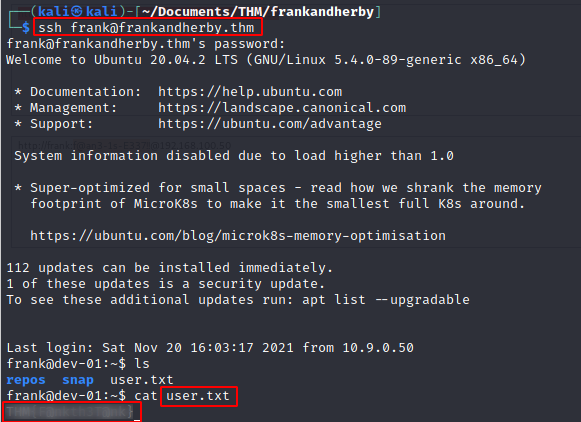 ┌──(kali㉿kali)-[~/Documents/THM/frankandherby]
└─$ ssh frank@frankandherby.thm
frank@frankandherby.thm's password:
Welcome to Ubuntu 20.04.2 LTS (GNU/Linux 5.4.0-89-generic x86_64)
* Documentation: https://help.ubuntu.com
* Management: https://landscape.canonical.com
* Support: https://ubuntu.com/advantage
System information disabled due to load higher than 1.0
* Super-optimized for small spaces - read how we shrank the memory
footprint of MicroK8s to make it the smallest full K8s around.
https://ubuntu.com/blog/microk8s-memory-optimisation
112 updates can be installed immediately.
1 of these updates is a security update.
To see these additional updates run: apt list --upgradable
Last login: Sat Nov 20 16:03:17 2021 from 10.9.0.50
frank@dev-01:~$ ls
repos snap user.txt
frank@dev-01:~$ cat user.txt